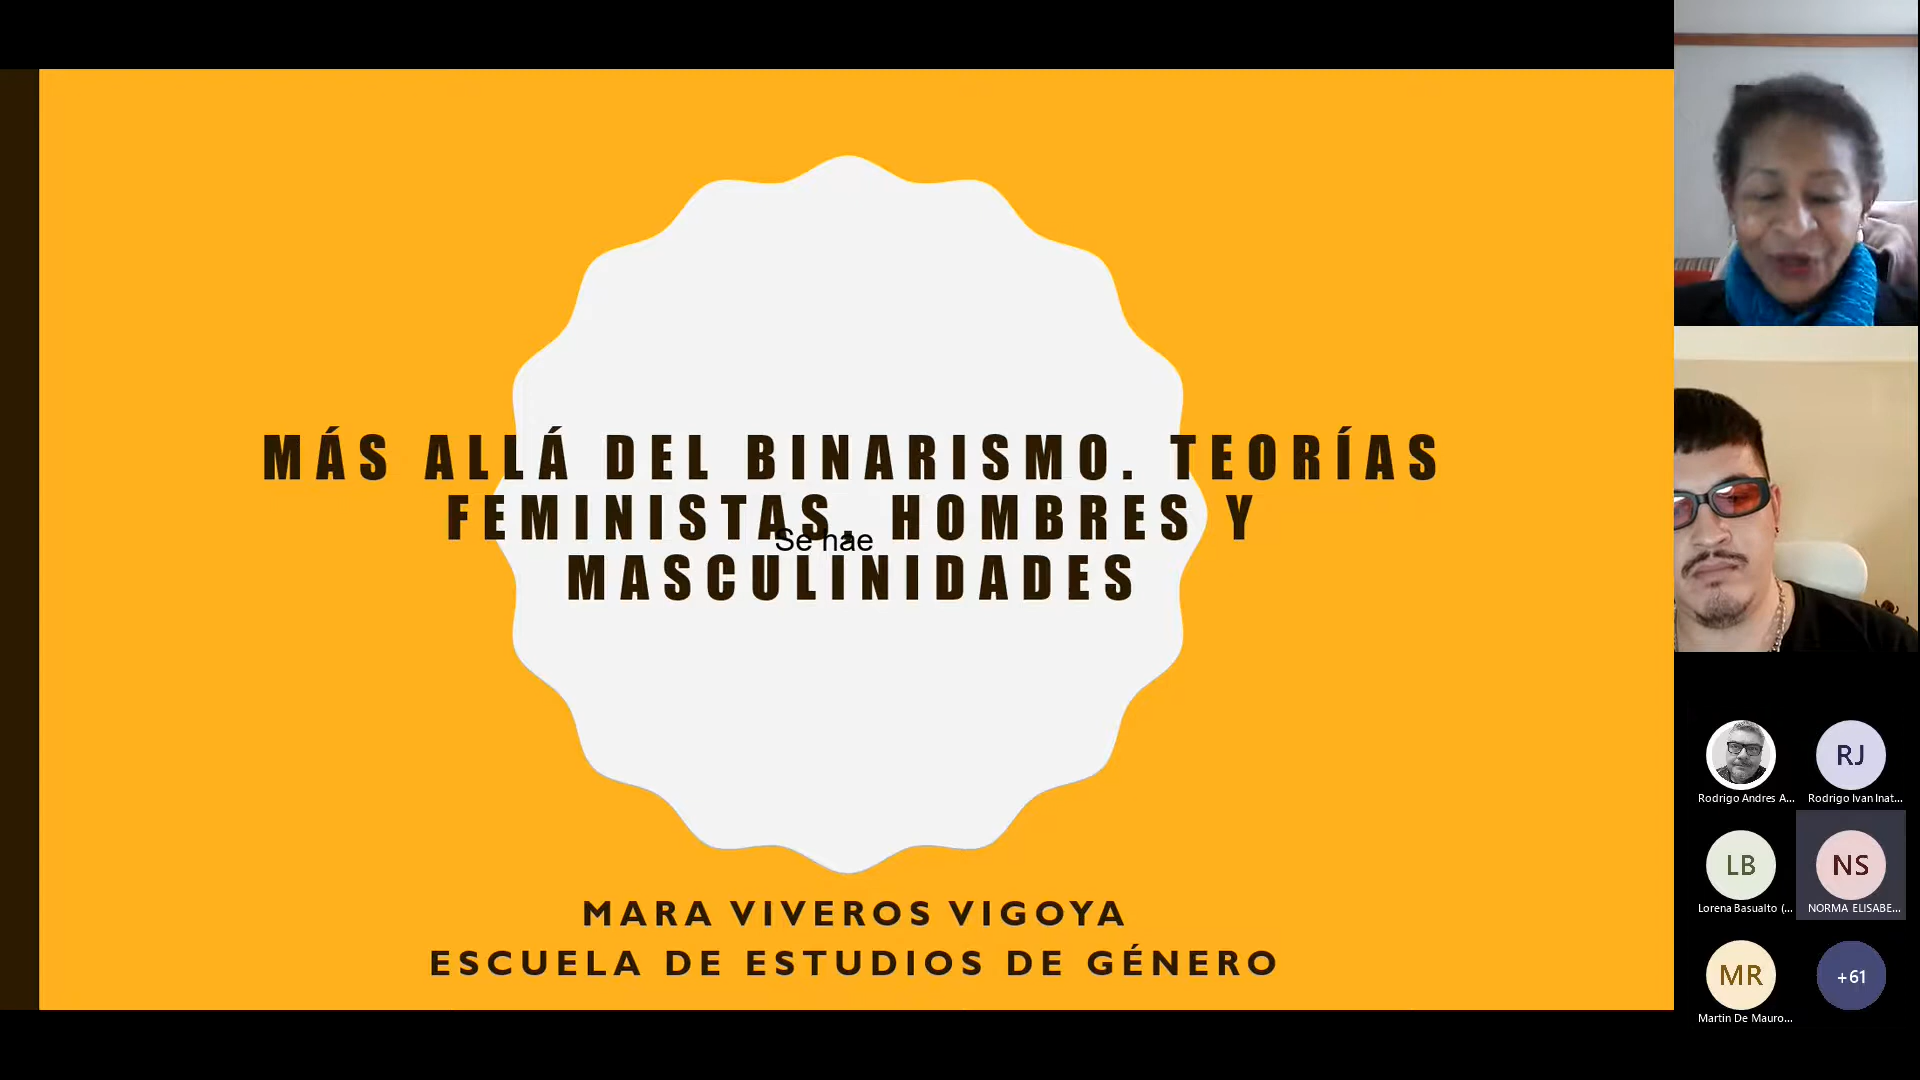 MÁS ALLÁ DEL BINARISMO. TEORÍAS
FEMINISTAS, HOMBRES Y
Se hae
MASCULINIDADES
MARA VIVEROS VIGOYA
ESCUELA DE ESTUDIOS DE GÉNERO
RJ
Rodrigo Andres A...
Rodrigo Ivan Inat...
LB
NS
Lorena Basualto (...
NORMA ELISABE...
MR
+61
Martin De Mauro...